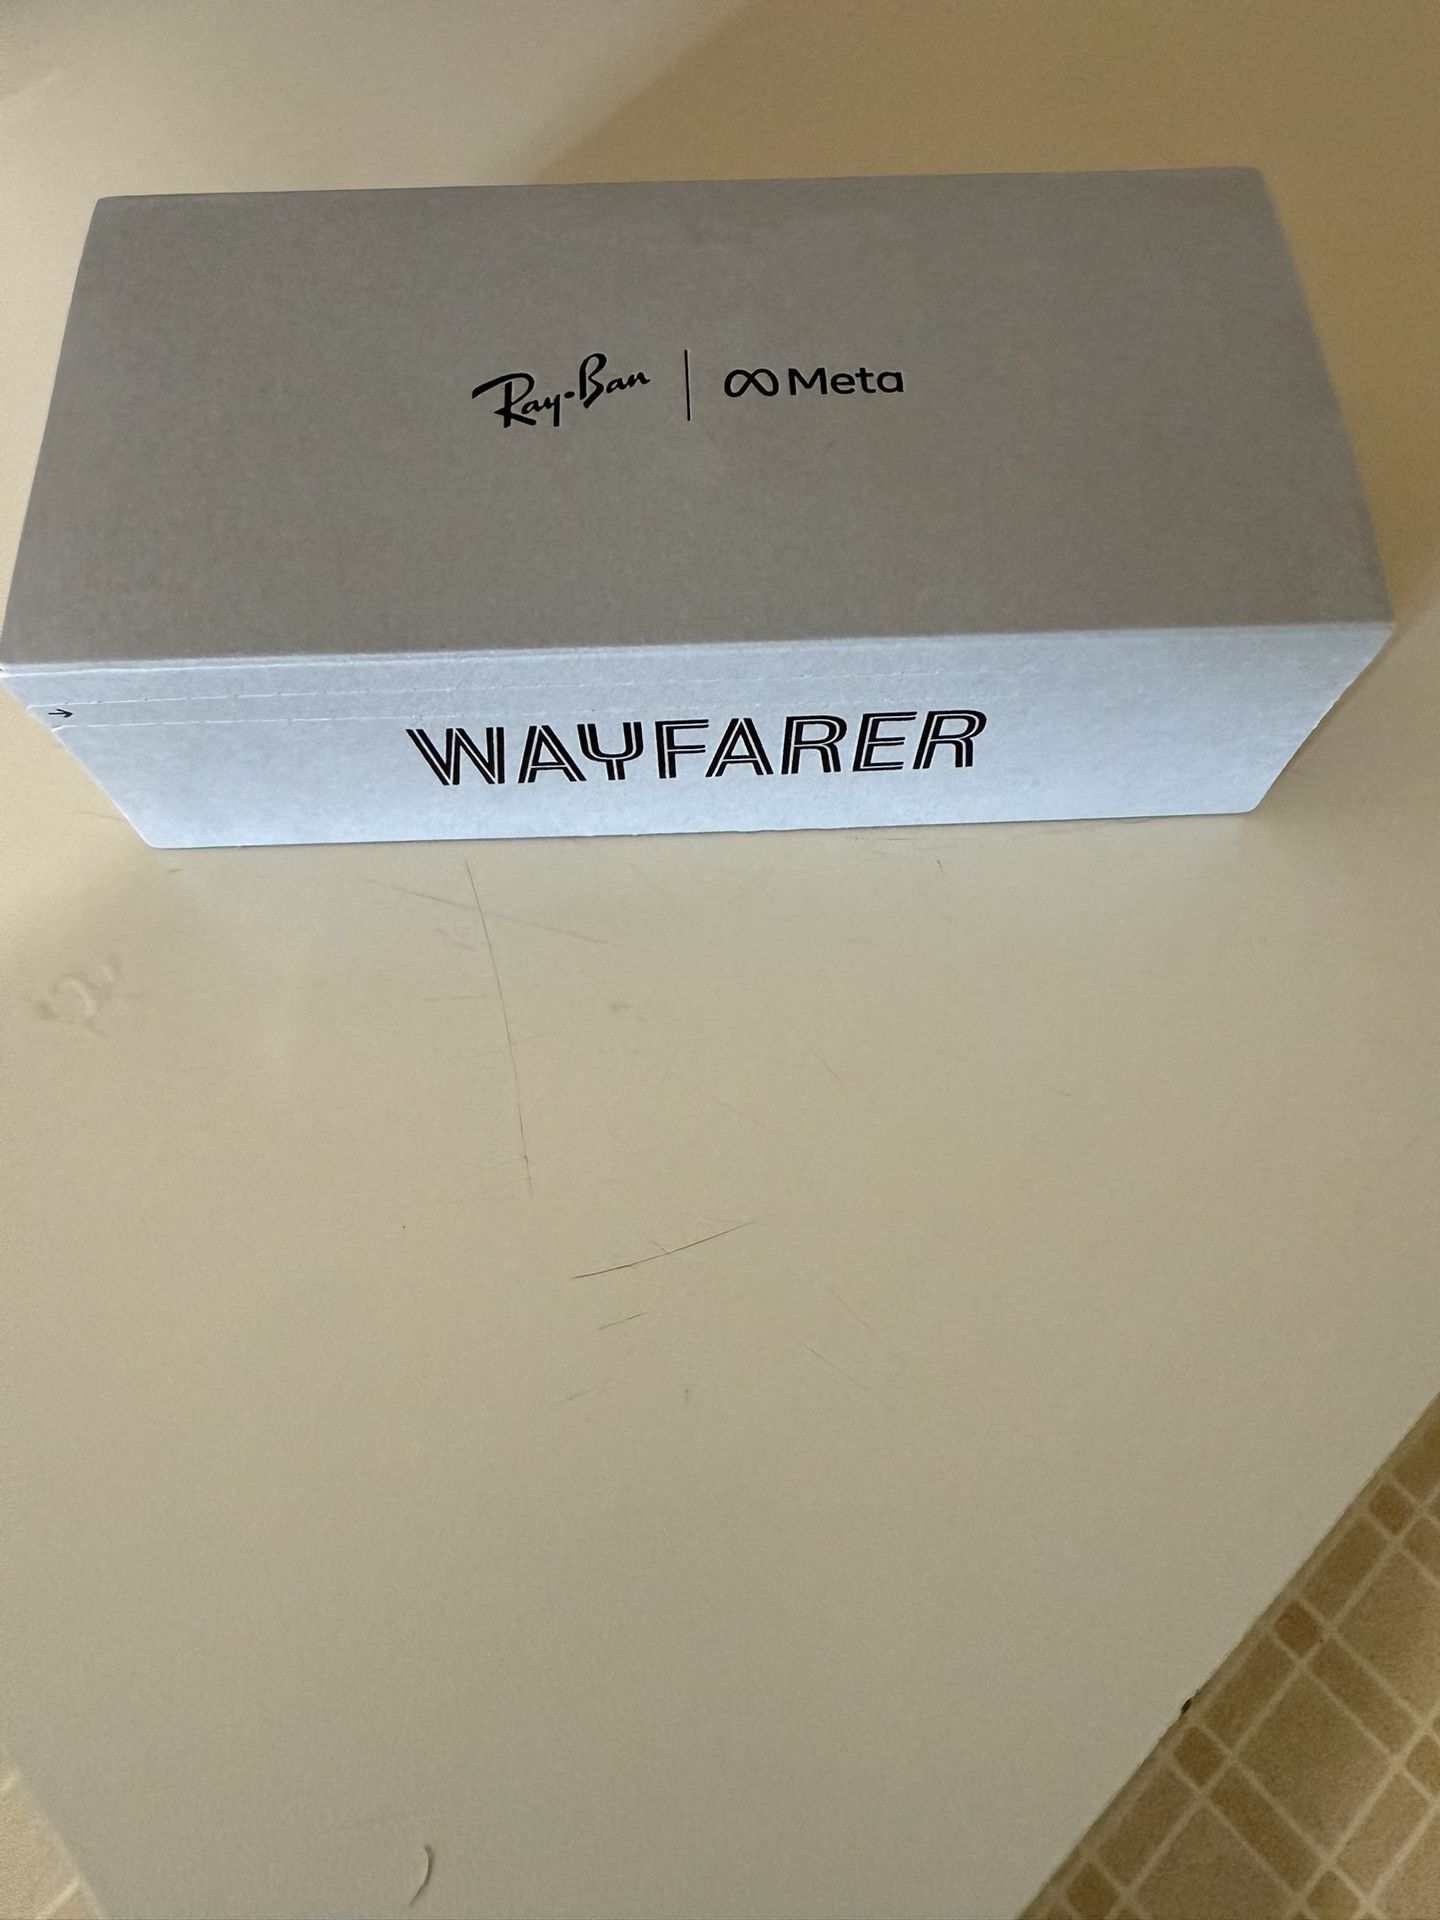 Ray-Ban | ∞ Meta
→
WAYFARER